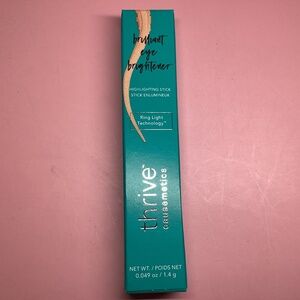 brilliant
eye
brightener
HIGHLIGHTING STICK
STICK ENLUMINEUR
Ring Light
Technology™
thrive™
causemetics
NET WT. / POIDS NET
0.049 oz / 1.4 g